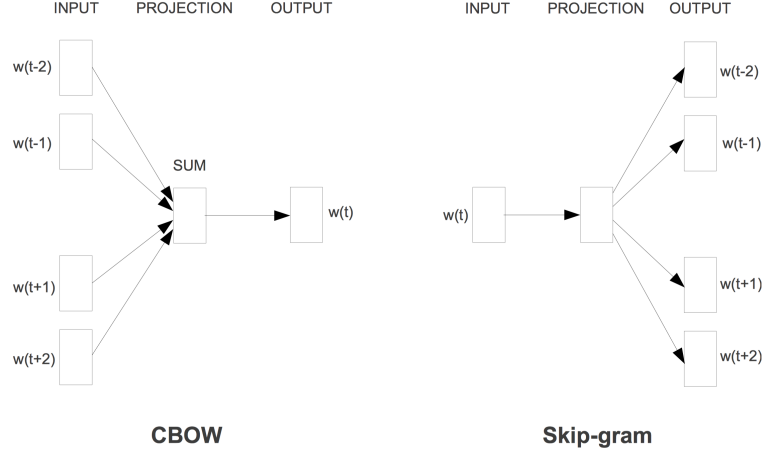 INPUT PROJECTION OUTPUT
w(t-2)
w(t-1)
SUM
w(t)
w(t+1)
w(t+2)
CBOW
INPUT PROJECTION OUTPUT
w(t-2)
w(t-1)
w(t)
w(t+1)
w(t+2)
Skip-gram